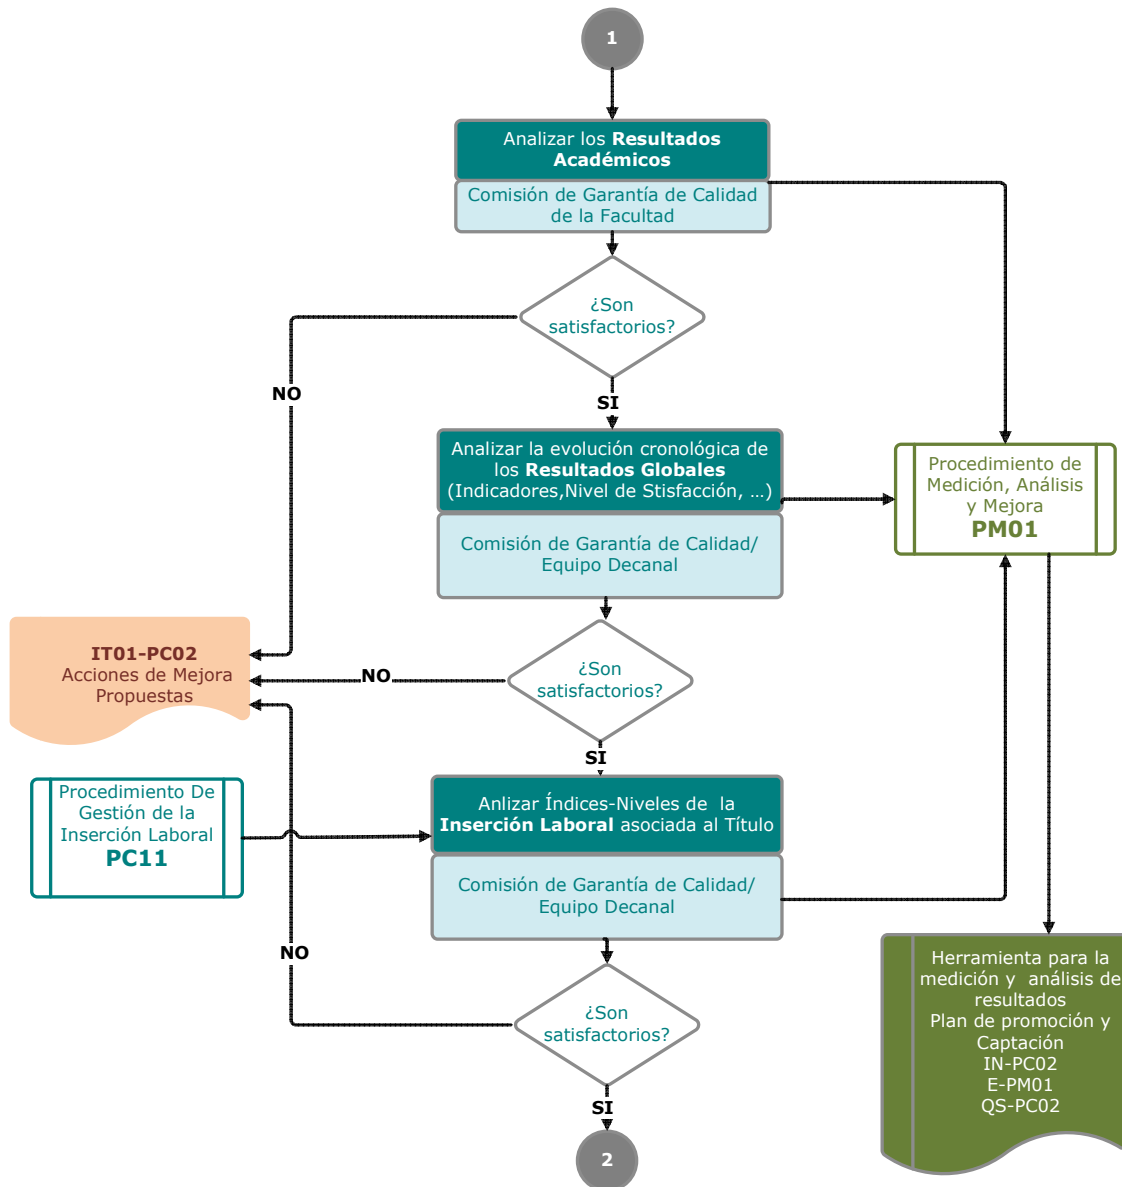 1
Analizar los Resultados
Académicos
Comisión de Garantía de Calidad
de la Facultad
¿Son
satisfactorios?
NO
SI
Analizar la evolución cronológica de
los Resultados Globales
(Indicadores,Nivel de Stisfacción, …)
Comisión de Garantía de Calidad/
Equipo Decanal
Procedimiento de
Medición, Análisis
y Mejora
PM01
IT01-PC02
Acciones de Mejora
Propuestas
NO
¿Son
satisfactorios?
SI
Procedimiento De
Gestión de la
Inserción Laboral
PC11
Anlizar Índices-Niveles de la
Inserción Laboral asociada al Título
Comisión de Garantía de Calidad/
Equipo Decanal
NO
¿Son
satisfactorios?
SI
2
Herramienta para la
medición y análisis de
resultados
Plan de promoción y
Captación
IN-PC02
E-PM01
QS-PC02